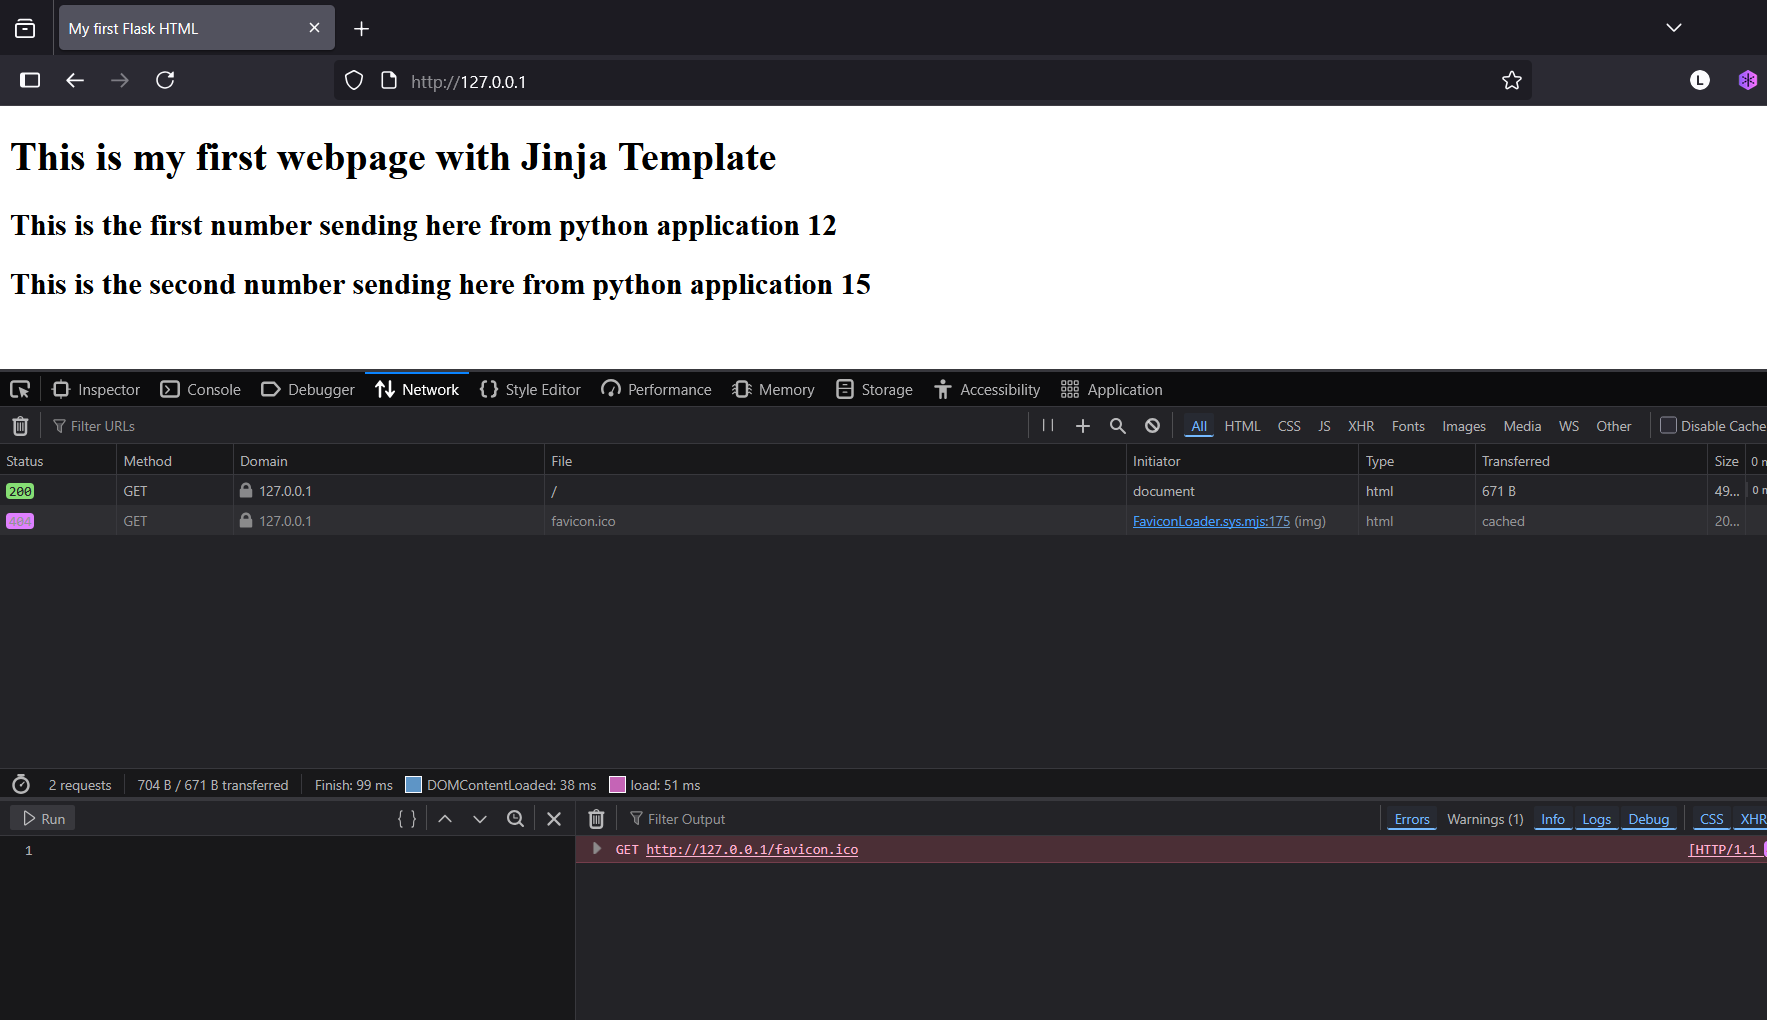 My first Flask HTML
http://127.0.0.1
L
This is my first webpage with Jinja Template
This is the first number sending here from python application 12
This is the second number sending here from python application 15
Inspector Console Debugger Network Style Editor Performance Memory Storage Accessibility Application
Filter URLs All HTML CSS JS XHR Fonts Images Media WS Other Disable Cache
Status Method Domain File Initiator Type Transferred Size 0 m
200 GET 127.0.0.1 / document html 671 B 49... 0 m
404 GET 127.0.0.1 favicon.ico FaviconLoader.sys.mjs:175 (img) html cached 20...
2 requests 704 B / 671 B transferred Finish: 99 ms DOMContentLoaded: 38 ms load: 51 ms
Run { } Filter Output Errors Warnings (1) Info Logs Debug CSS XHR
1
GET http://127.0.0.1/favicon.ico [HTTP/1.1